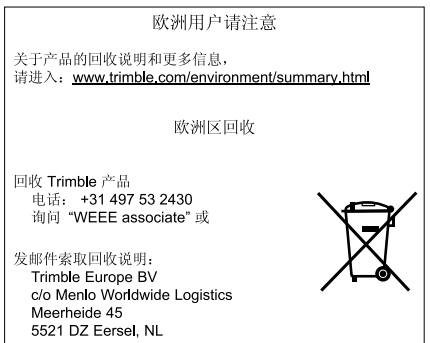 欧洲用户请注意
关于产品的回收说明和更多信息，
请进入：www.trimble.com/environment/summary.html
欧洲区回收
回收 Trimble 产品
电话： +31 497 53 2430
询问 “WEEE associate” 或
发邮件索取回收说明：
Trimble Europe BV
c/o Menlo Worldwide Logistics
Meerheide 45
5521 DZ Eersel, NL